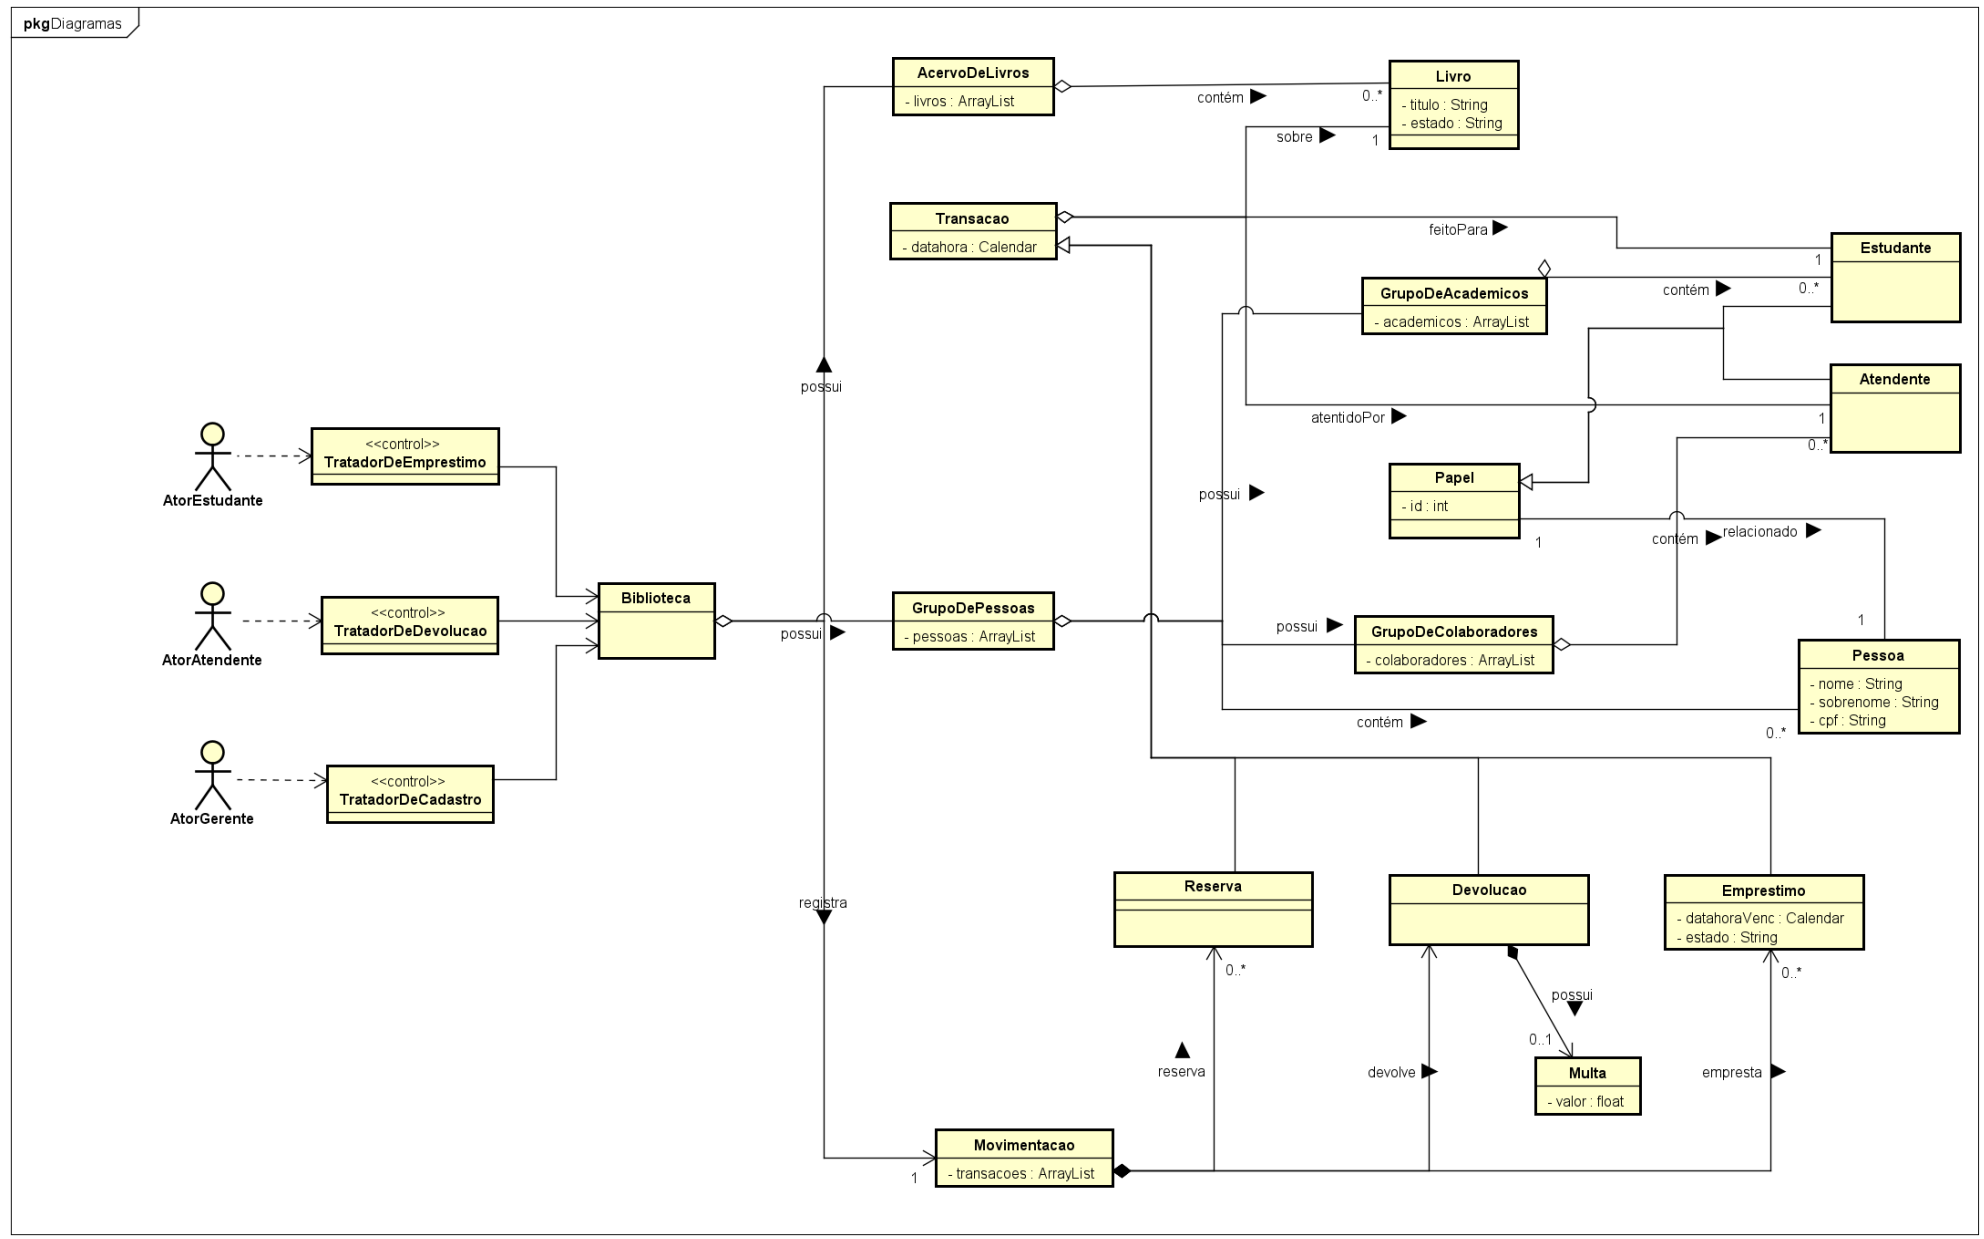 pkgDiagramas
AcervoDeLivros
- livros : ArrayList
contém
0..*
Livro
- titulo : String
- estado : String
sobre
1
Transacao
- datahora : Calendar
feitoPara
1
Estudante
GrupoDeAcademicos
- academicos : ArrayList
contém
0..*
possui
Atendente
atentidoPor
1
0..*
AtorEstudante
<<control>>
TratadorDeEmprestimo
Papel
- id : int
possui
1
contém
relacionado
1
AtorAtendente
<<control>>
TratadorDeDevolucao
Biblioteca
possui
GrupoDePessoas
- pessoas : ArrayList
possui
GrupoDeColaboradores
- colaboradores : ArrayList
Pessoa
- nome : String
- sobrenome : String
- cpf : String
contém
0..*
AtorGerente
<<control>>
TratadorDeCadastro
registra
Reserva
0..*
Devolucao
Emprestimo
- datahoraVenc : Calendar
- estado : String
0..*
possui
0..1
reserva
devolve
Multa
- valor : float
empresta
Movimentacao
- transacoes : ArrayList
1